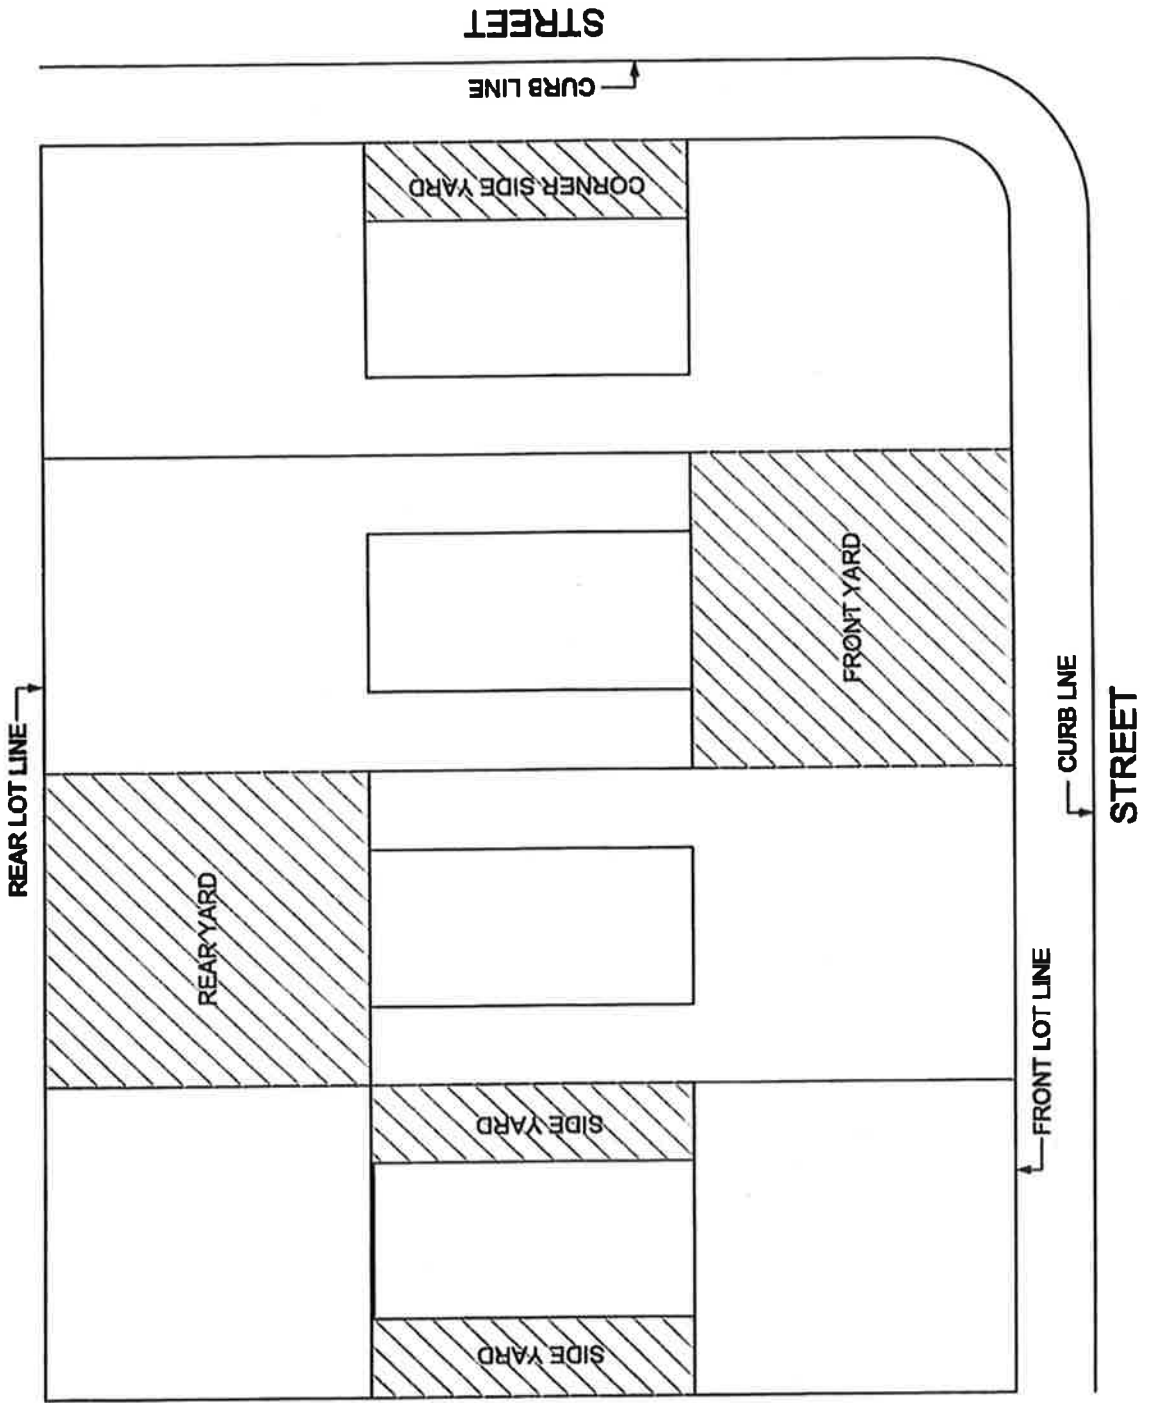 STREET
CURB LINE
CORNER SIDE YARD
REAR LOT LINE
FRONT YARD
CURB LNE
STREET
REAR YARD
FRONT LOT LINE
SIDE YARD
SIDE YARD